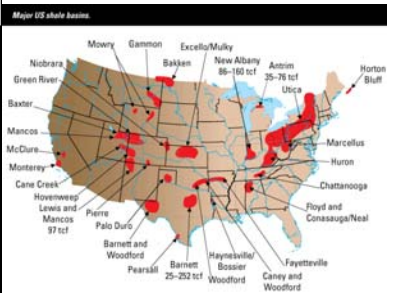 Major US shale basins.
Mowry
Gammon
Excello/Mulky
Niobrara
Bakken
New Albany
86–160 tcf
Antrim
35–76 tcf
Horton
Bluff
Green River
Utica
Baxter
Mancos
McClure
Monterey
Marcellus
Huron
Cane Creek
Chattanooga
Hovenweep
Lewis and
Mancos
97 tcf
Pierre
Palo Duro
Floyd and
Conasauga/Neal
Barnett and
Woodford
Pearsall
Barnett
25–252 tcf
Woodford
Haynesville/
Bossier
Fayetteville
Caney and
Woodford